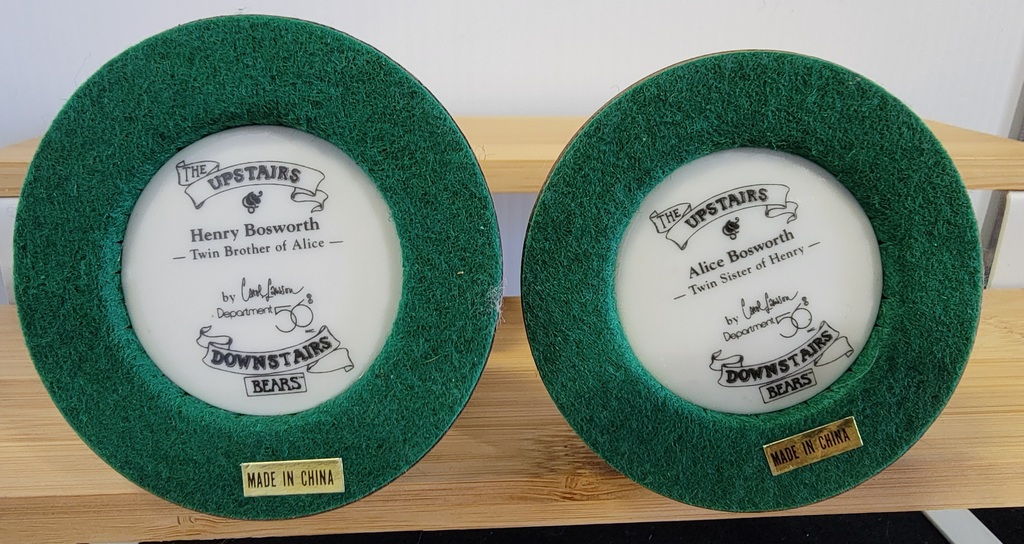 THE
UPSTAIRS
Henry Bosworth
— Twin Brother of Alice —
by Carol Lawson
Department 56®
DOWNSTAIRS
BEARS
MADE IN CHINA
THE
UPSTAIRS
Alice Bosworth
— Twin Sister of Henry —
by Carol Lawson
Department 56®
DOWNSTAIRS
BEARS
MADE IN CHINA